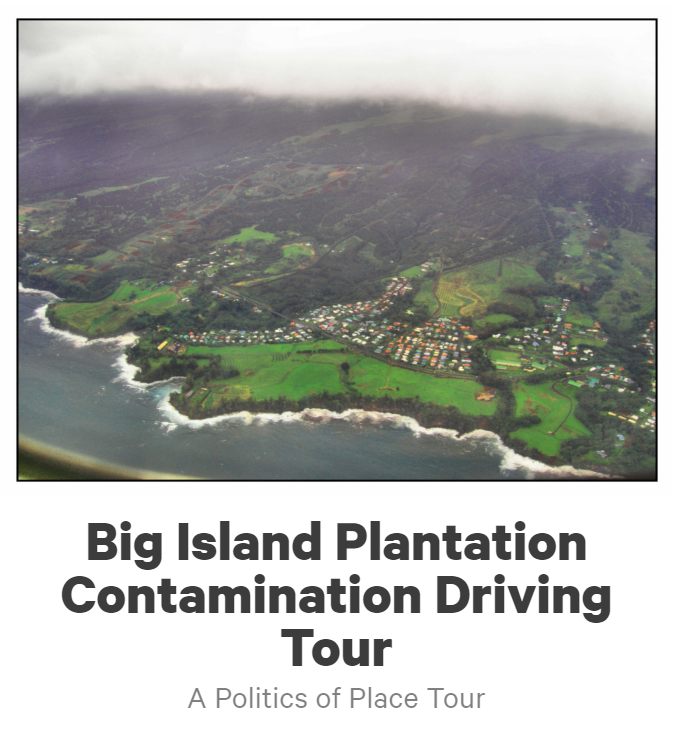 Big Island Plantation
Contamination Driving
Tour
A Politics of Place Tour